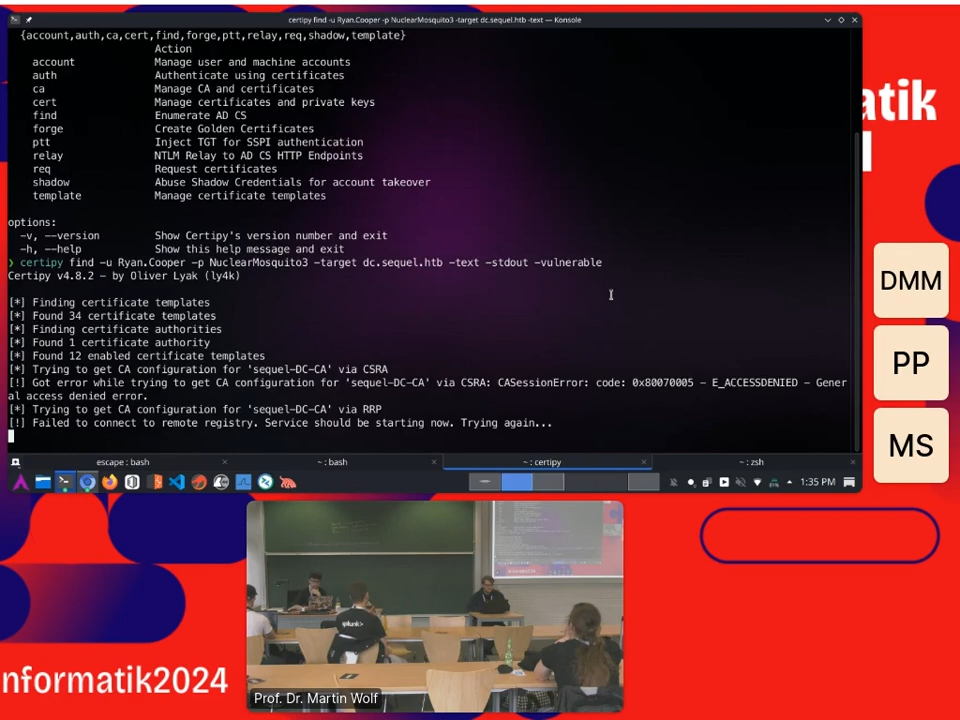 certipy find -u Ryan.Cooper -p NuclearMosquito3 -target dc.sequel.htb -text — Konsole
{account,auth,ca,cert,find,forge,ptt,relay,req,shadow,template}
Action
account Manage user and machine accounts
auth Authenticate using certificates
ca Manage CA and certificates
cert Manage certificates and private keys
find Enumerate AD CS
forge Create Golden Certificates
ptt Inject TGT for SSPI authentication
relay NTLM Relay to AD CS HTTP Endpoints
req Request certificates
shadow Abuse Shadow Credentials for account takeover
template Manage certificate templates
options:
-v, --version Show Certipy's version number and exit
-h, --help Show this help message and exit
❯ certipy find -u Ryan.Cooper -p NuclearMosquito3 -target dc.sequel.htb -text -stdout -vulnerable
Certipy v4.8.2 - by Oliver Lyak (ly4k)
[*] Finding certificate templates
[*] Found 34 certificate templates
[*] Finding certificate authorities
[*] Found 1 certificate authority
[*] Found 12 enabled certificate templates
[*] Trying to get CA configuration for 'sequel-DC-CA' via CSRA
[!] Got error while trying to get CA configuration for 'sequel-DC-CA' via CSRA: CASessionError: code: 0x80070005 - E_ACCESSDENIED - Gener
al access denied error.
[*] Trying to get CA configuration for 'sequel-DC-CA' via RRP
[!] Failed to connect to remote registry. Service should be starting now. Trying again...
escape : bash
~ : bash
~ : certipy
~ : zsh
1:35 PM
atik
DMM
PP
MS
splunk>
Prof. Dr. Martin Wolf
nformatik2024